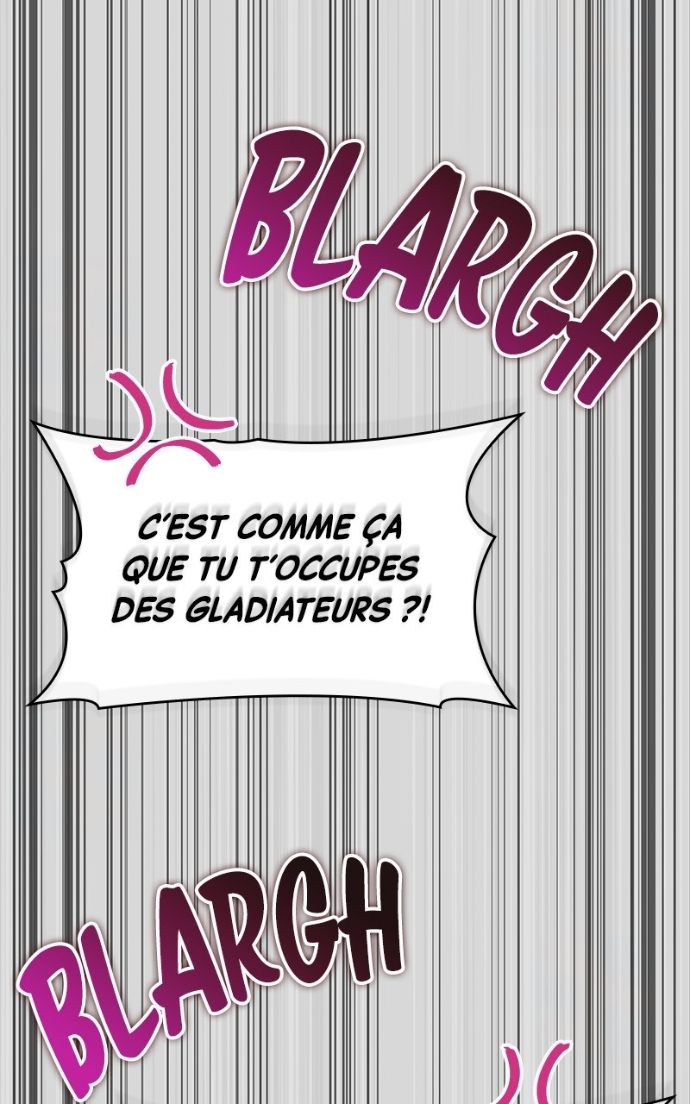 BLARGH
C'EST COMME ÇA
QUE TU T'OCCUPES
DES GLADIATEURS ?!
BLARGH